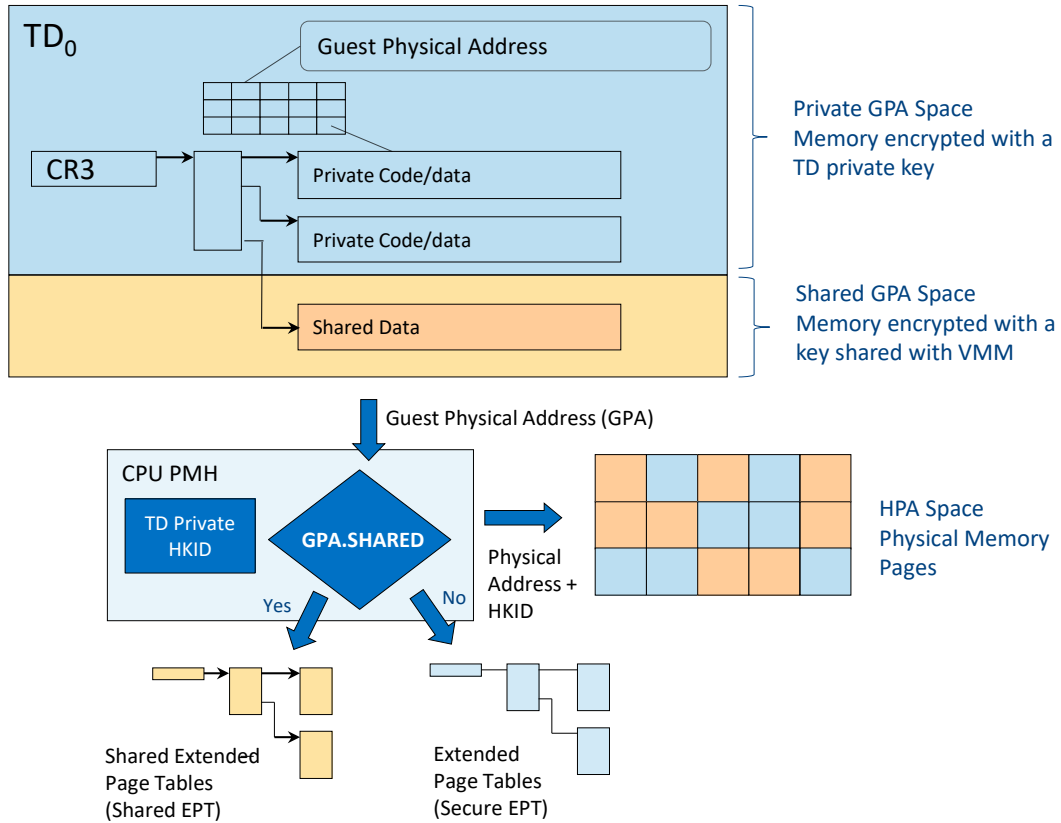 TD0
Guest Physical Address
CR3
Private Code/data
Private Code/data
Shared Data
Private GPA Space
Memory encrypted with a
TD private key
Shared GPA Space
Memory encrypted with a
key shared with VMM
Guest Physical Address (GPA)
CPU PMH
TD Private
HKID
GPA.SHARED
Yes
No
Physical
Address +
HKID
HPA Space
Physical Memory
Pages
Shared Extended
Page Tables
(Shared EPT)
Extended
Page Tables
(Secure EPT)